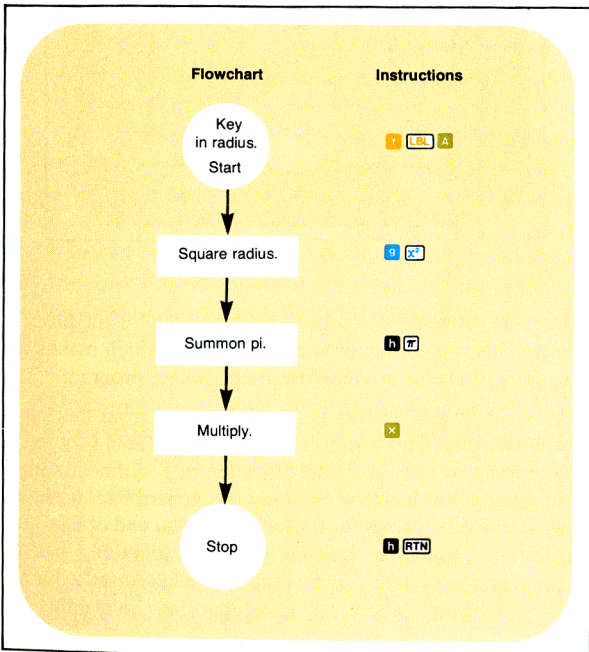 Flowchart Instructions
Key
in radius.
Start
f LBL A
Square radius.
g x²
Summon pi.
h π
Multiply.
×
Stop
h RTN